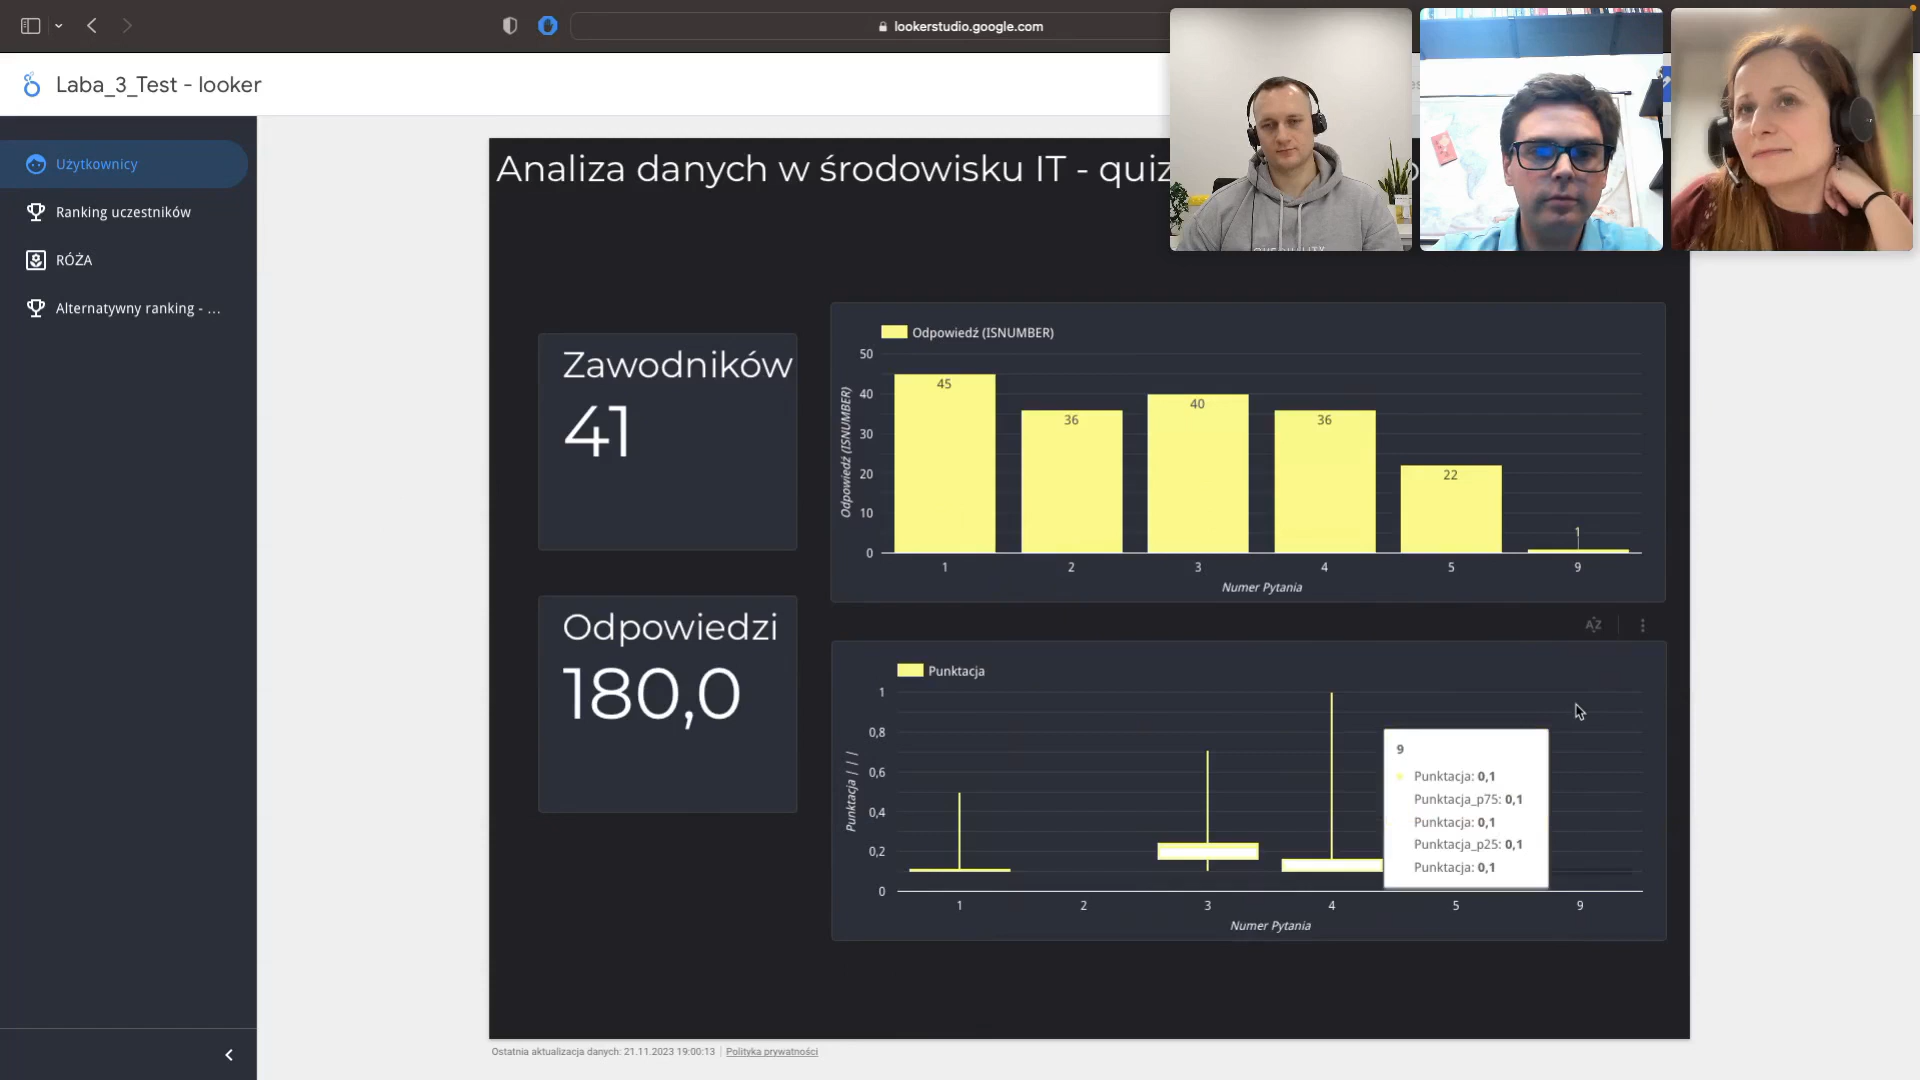 lookerstudio.google.com
Laba_3_Test - looker
Użytkownicy
Ranking uczestników
RÓŻA
Alternatywny ranking - ...
Analiza danych w środowisku IT - quiz
Zawodników
41
Odpowiedzi
180,0
Odpowiedź (ISNUMBER)
Odpowiedź (ISNUMBER)
50
40
30
20
10
0
45
36
40
36
22
1
1
2
3
4
5
9
Numer Pytania
AZ
Punktacja
Punktacja | | |
1
0,8
0,6
0,4
0,2
0
9
Punktacja: 0,1
Punktacja_p75: 0,1
Punktacja: 0,1
Punktacja_p25: 0,1
Punktacja: 0,1
1
2
3
4
5
9
Numer Pytania
Ostatnia aktualizacja danych: 21.11.2023 19:00:13
Polityka prywatności